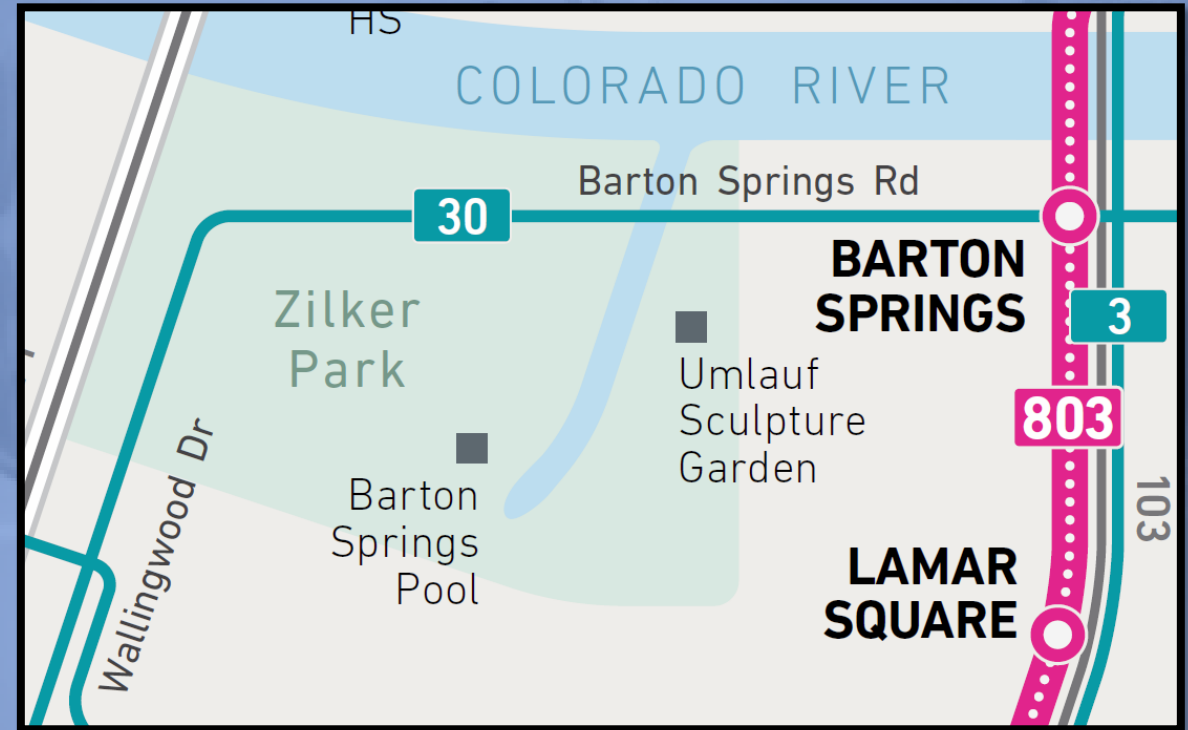 HS
COLORADO RIVER
Barton Springs Rd
30
BARTON
SPRINGS
Zilker
Park
3
Umlauf
Sculpture
Garden
803
Wallingwood Dr
Barton
Springs
Pool
103
LAMAR
SQUARE